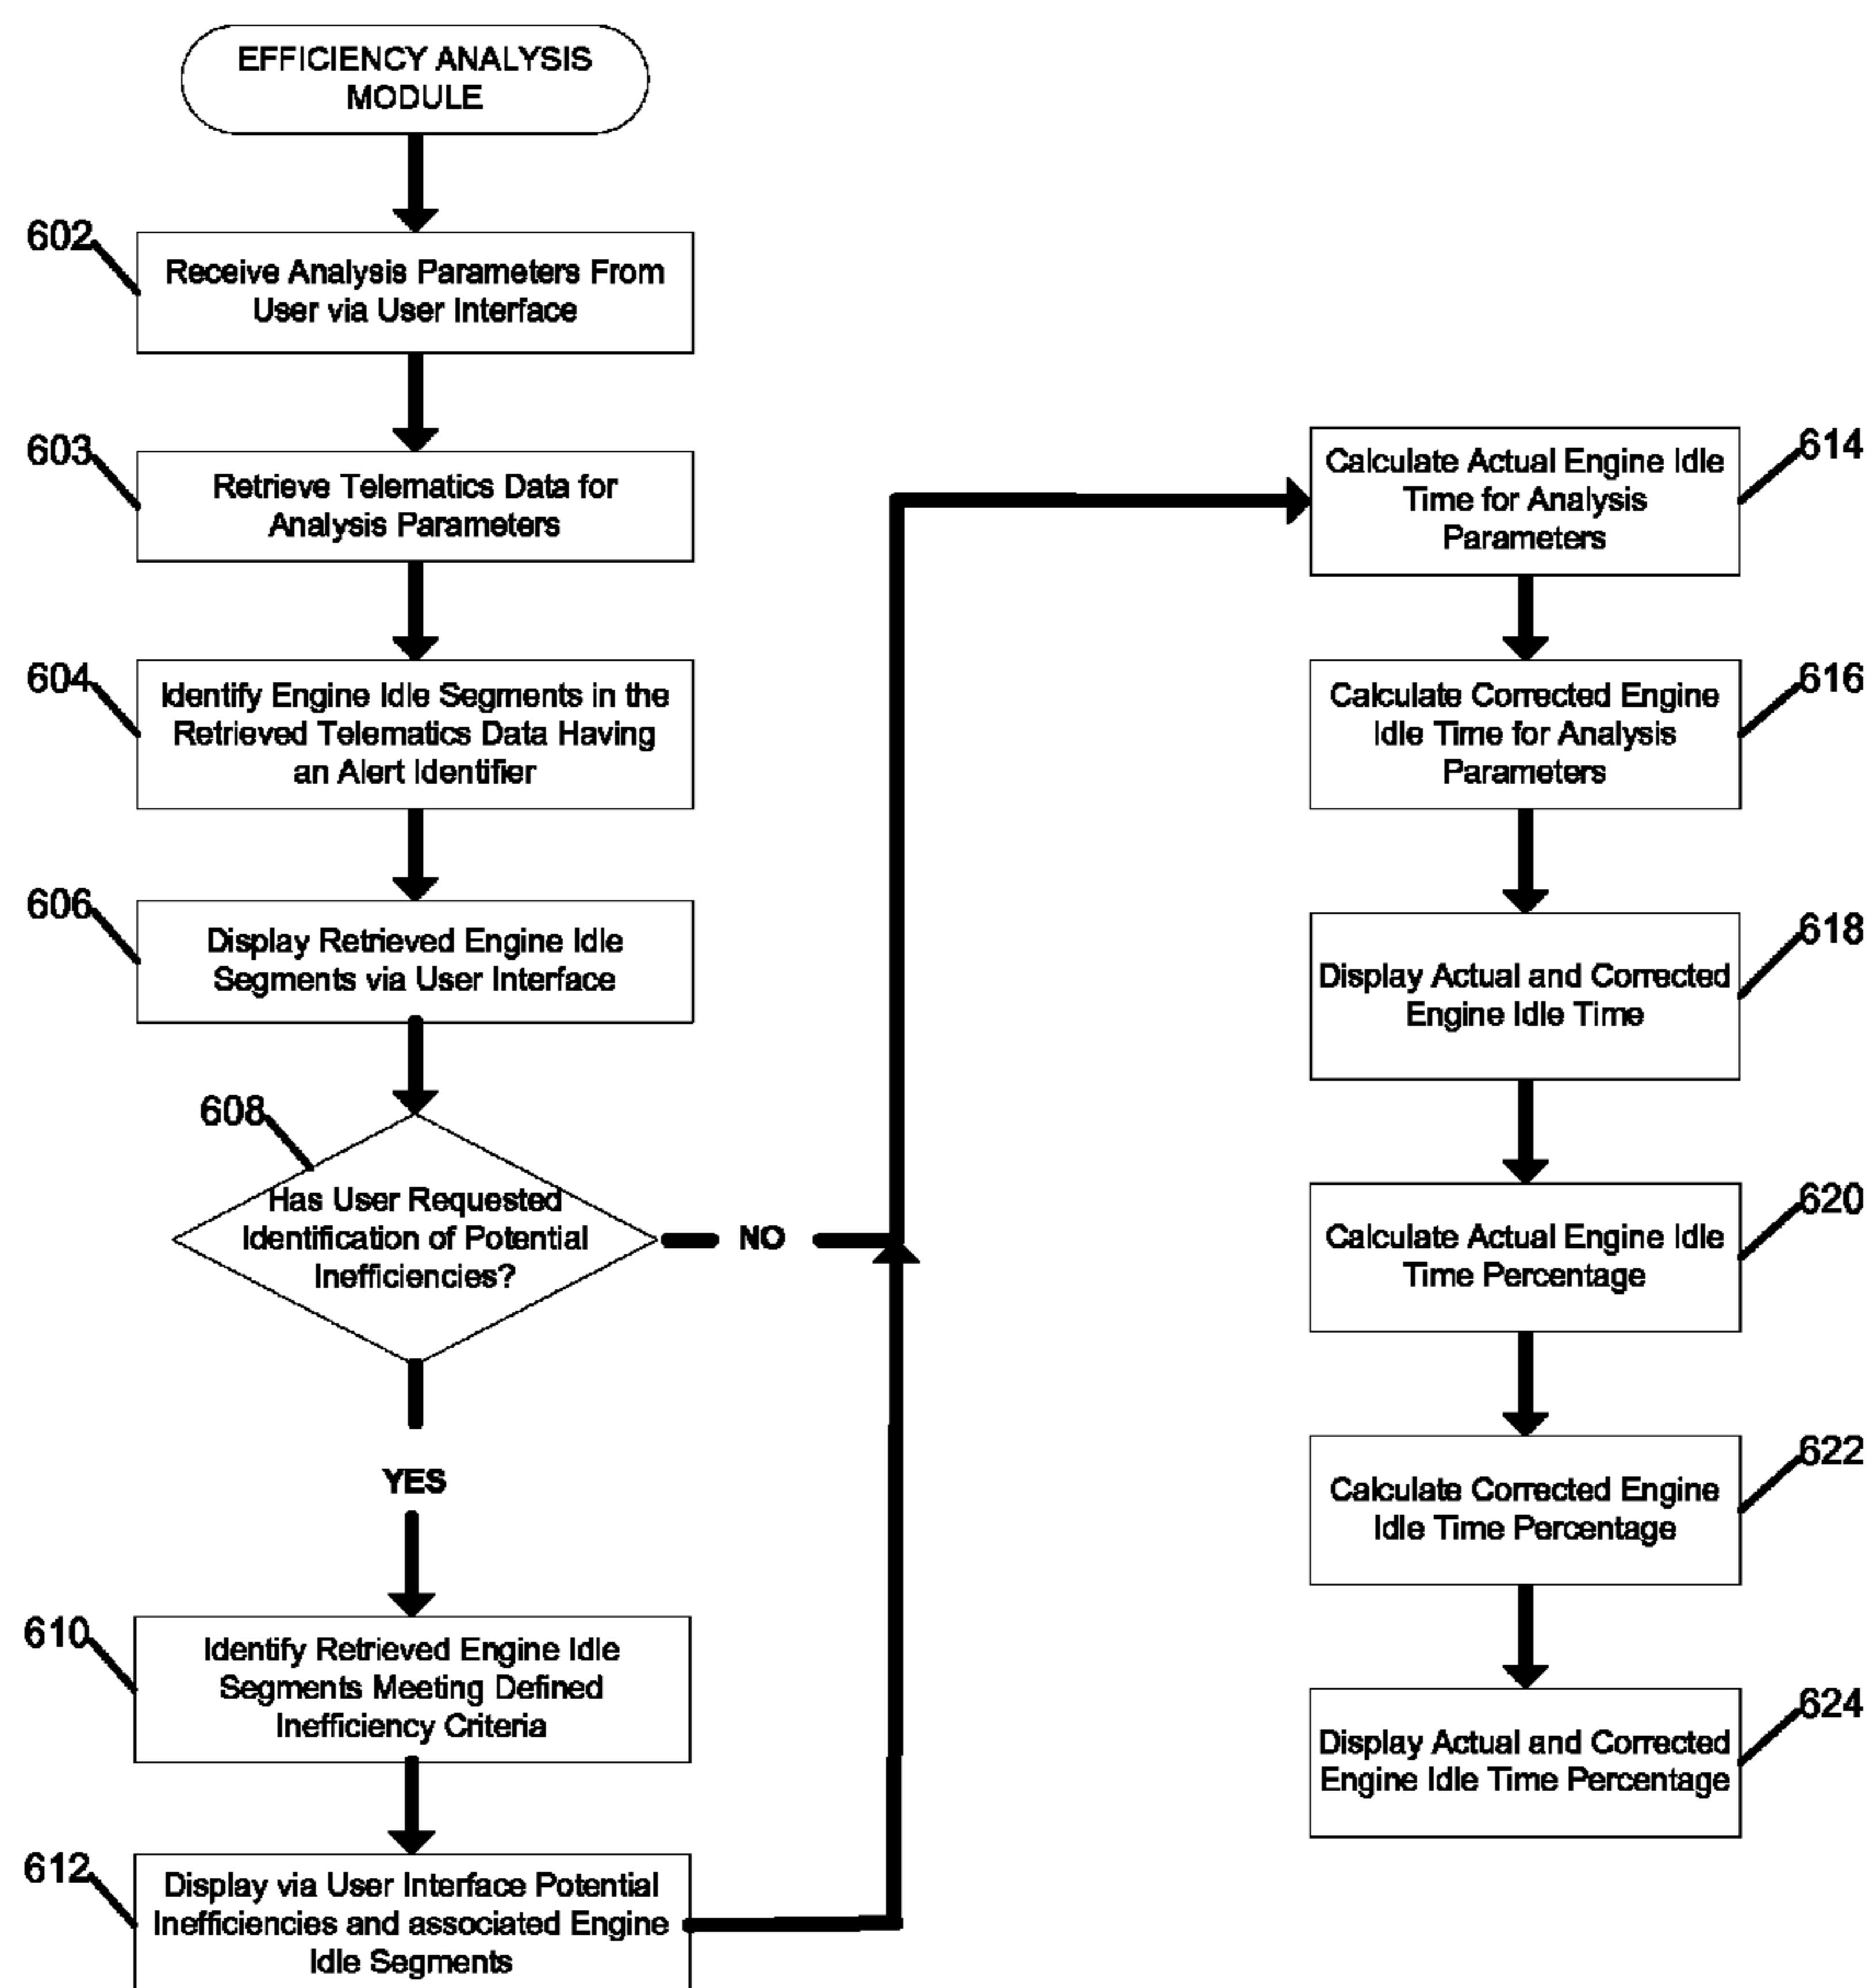 EFFICIENCY ANALYSIS
MODULE
602
Receive Analysis Parameters From
User via User Interface
603
Retrieve Telematics Data for
Analysis Parameters
604
Identify Engine Idle Segments in the
Retrieved Telematics Data Having
an Alert Identifier
606
Display Retrieved Engine Idle
Segments via User Interface
608
Has User Requested
Identification of Potential
Inefficiencies?
NO
YES
610
Identify Retrieved Engine Idle
Segments Meeting Defined
Inefficiency Criteria
612
Display via User Interface Potential
Inefficiencies and associated Engine
Idle Segments
614
Calculate Actual Engine Idle
Time for Analysis
Parameters
616
Calculate Corrected Engine
Idle Time for Analysis
Parameters
618
Display Actual and Corrected
Engine Idle Time
620
Calculate Actual Engine Idle
Time Percentage
622
Calculate Corrected Engine
Idle Time Percentage
624
Display Actual and Corrected
Engine Idle Time Percentage